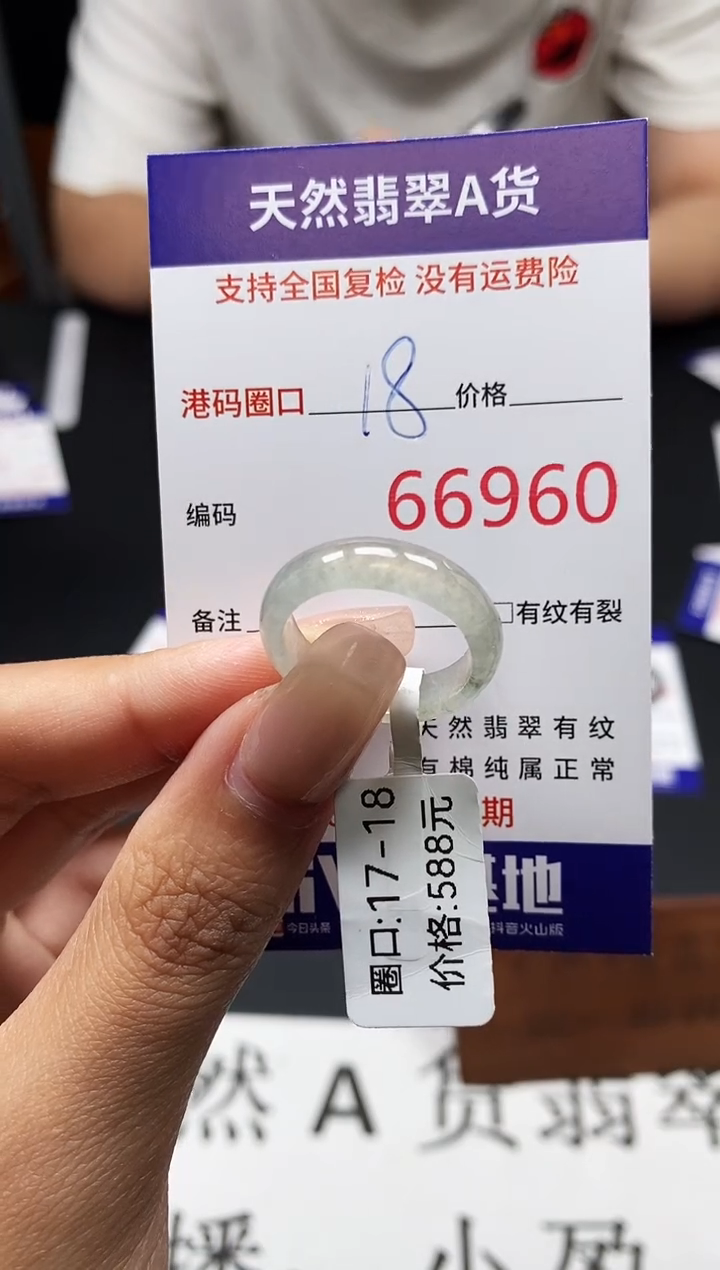 天然翡翠A货
支持全国复检 没有运费险
港码圈口 18 价格
编码 66960
备注 □有纹有裂
天然翡翠有纹
有棉纯属正常
期
基地
今日头条
抖音火山版
圈口:17-18
价格:588元
然 A 货翡翠
播 小